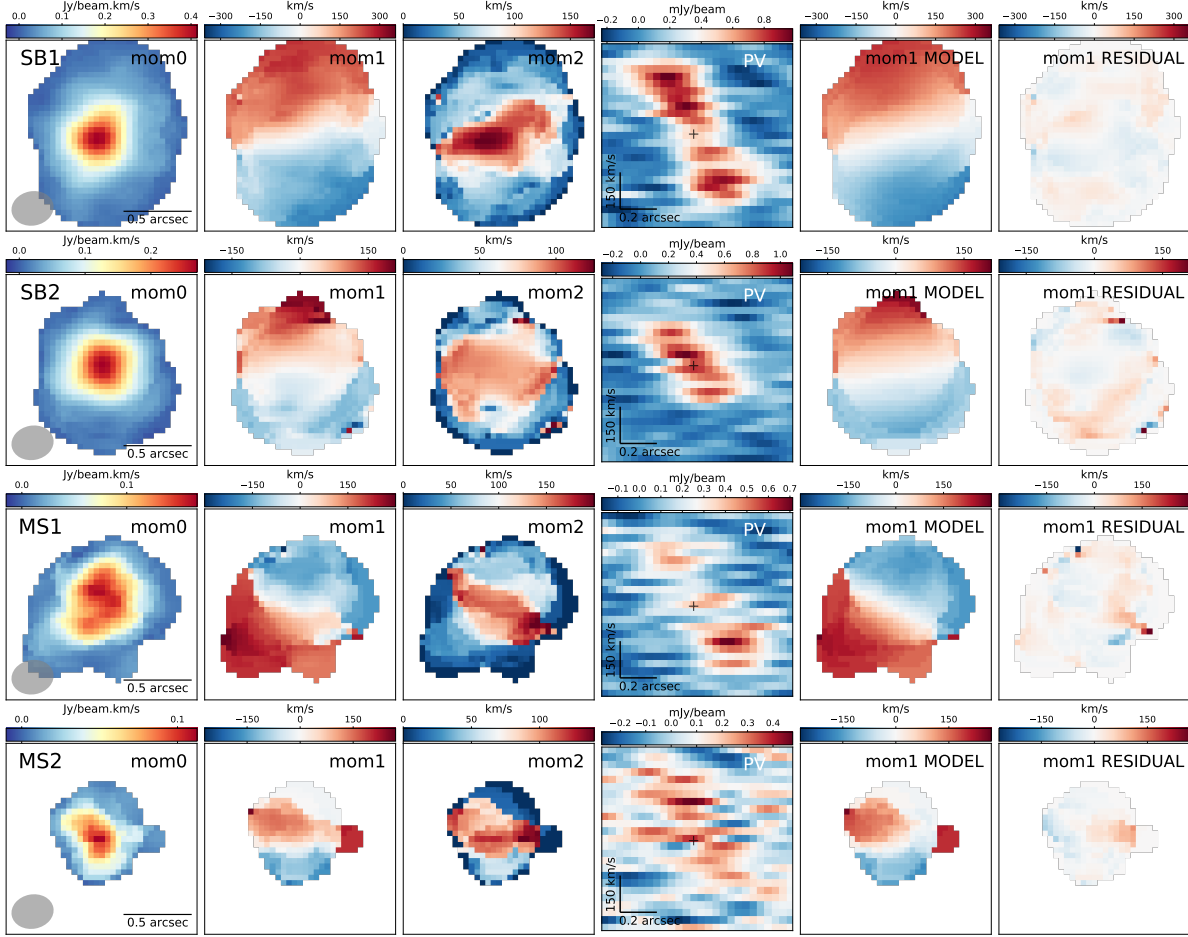 Jy/beam.km/s km/s km/s mJy/beam km/s km/s
0.0 0.1 0.2 0.3 0.4 −300 −150 0 150 300 0 50 100 150 −0.2 0.0 0.2 0.4 0.6 0.8 −300 −150 0 150 300 −300 −150 0 150 300
SB1 mom0 mom1 mom2 PV mom1 MODEL mom1 RESIDUAL
150 km/s
0.5 arcsec 0.2 arcsec
Jy/beam.km/s km/s km/s mJy/beam km/s km/s
0.0 0.1 0.2 −150 0 150 0 50 100 −0.2 0.0 0.2 0.4 0.6 0.8 1.0 −150 0 150 −150 0 150
SB2 mom0 mom1 mom2 PV mom1 MODEL mom1 RESIDUAL
150 km/s
0.5 arcsec 0.2 arcsec
Jy/beam.km/s km/s km/s mJy/beam km/s km/s
0.0 0.1 −150 0 150 0 50 100 150 −0.1 0.0 0.1 0.2 0.3 0.4 0.5 0.6 0.7 −150 0 150 −150 0 150
MS1 mom0 mom1 mom2 PV mom1 MODEL mom1 RESIDUAL
150 km/s
0.5 arcsec 0.2 arcsec
Jy/beam.km/s km/s km/s mJy/beam km/s km/s
0.0 0.1 −150 0 150 0 50 100 −0.2 −0.1 0.0 0.1 0.2 0.3 0.4 −150 0 150 −150 0 150
MS2 mom0 mom1 mom2 PV mom1 MODEL mom1 RESIDUAL
150 km/s
0.5 arcsec 0.2 arcsec